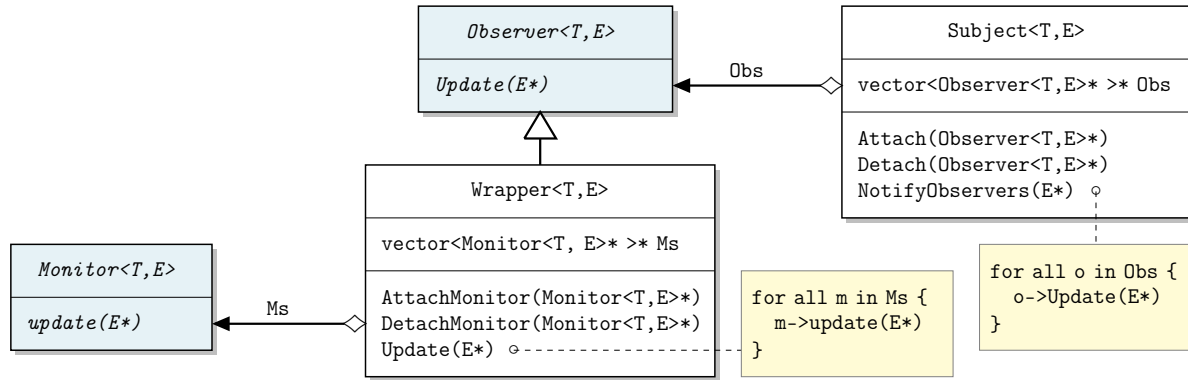 Observer<T,E>
Update(E*)
Obs
Subject<T,E>
vector<Observer<T,E>* >* Obs
Attach(Observer<T,E>*)
Detach(Observer<T,E>*)
NotifyObservers(E*)
for all o in Obs {
o->Update(E*)
}
Wrapper<T,E>
vector<Monitor<T, E>* >* Ms
AttachMonitor(Monitor<T,E>*)
DetachMonitor(Monitor<T,E>*)
Update(E*)
for all m in Ms {
m->update(E*)
}
Monitor<T,E>
update(E*)
Ms